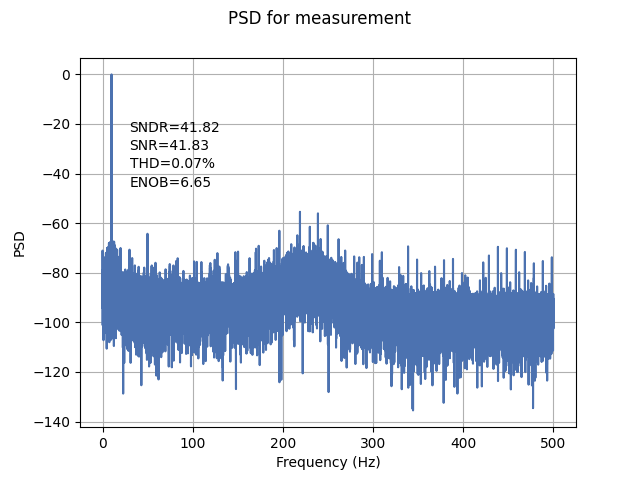 PSD for measurement
0
−20
−40
−60
−80
−100
−120
−140
PSD
SNDR=41.82
SNR=41.83
THD=0.07%
ENOB=6.65
0 100 200 300 400 500
Frequency (Hz)